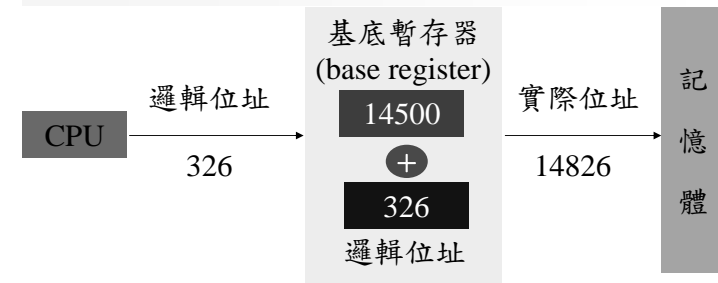 CPU
邏輯位址
326
基底暫存器
(base register)
14500
+
326
邏輯位址
實際位址
14826
記
憶
體